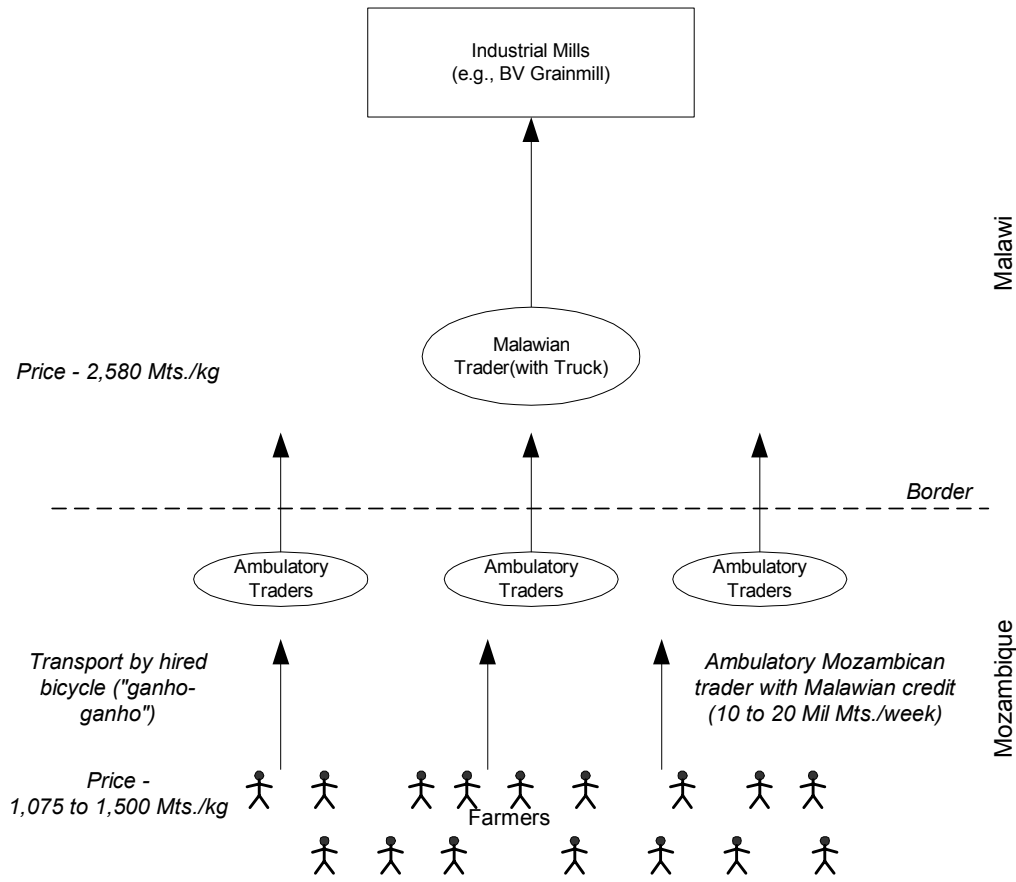 Industrial Mills
(e.g., BV Grainmill)
Malawi
Malawian
Trader(with Truck)
Price - 2,580 Mts./kg
Border
Ambulatory
Traders
Ambulatory
Traders
Ambulatory
Traders
Mozambique
Transport by hired
bicycle ("ganho-
ganho")
Ambulatory Mozambican
trader with Malawian credit
(10 to 20 Mil Mts./week)
Price -
1,075 to 1,500 Mts./kg
Farmers